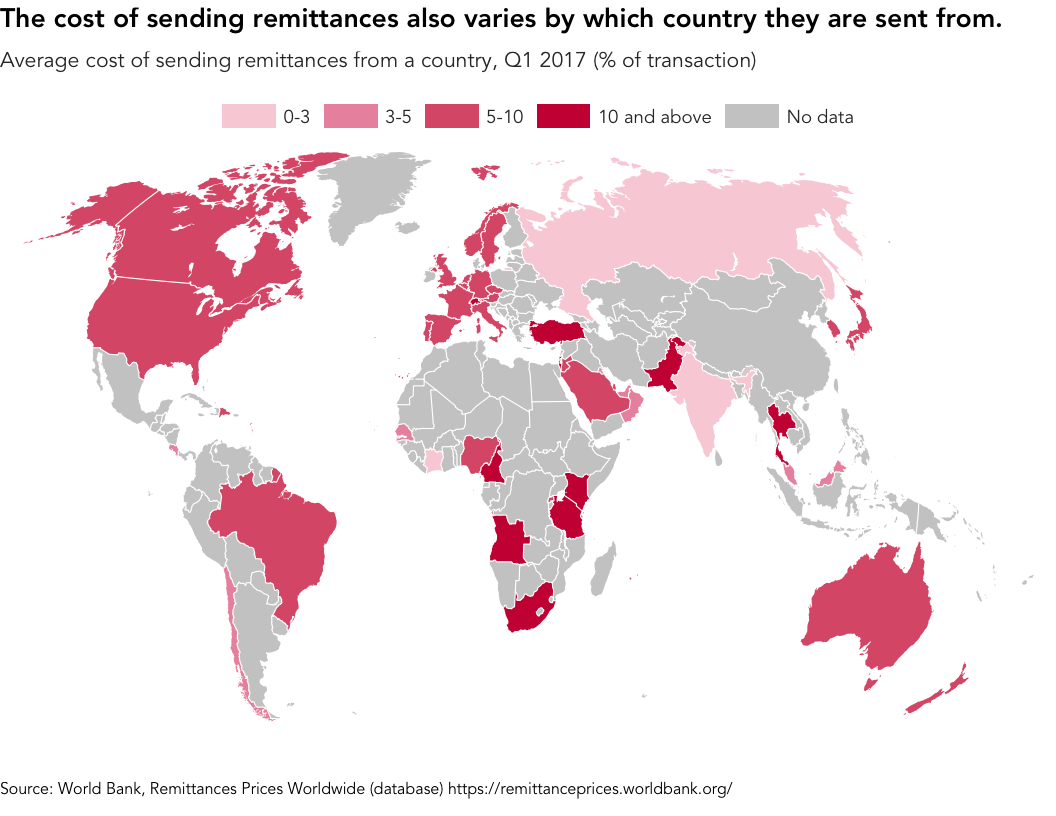 The cost of sending remittances also varies by which country they are sent from.
Average cost of sending remittances from a country, Q1 2017 (% of transaction)
0-3 3-5 5-10 10 and above No data
Source: World Bank, Remittances Prices Worldwide (database) https://remittanceprices.worldbank.org/